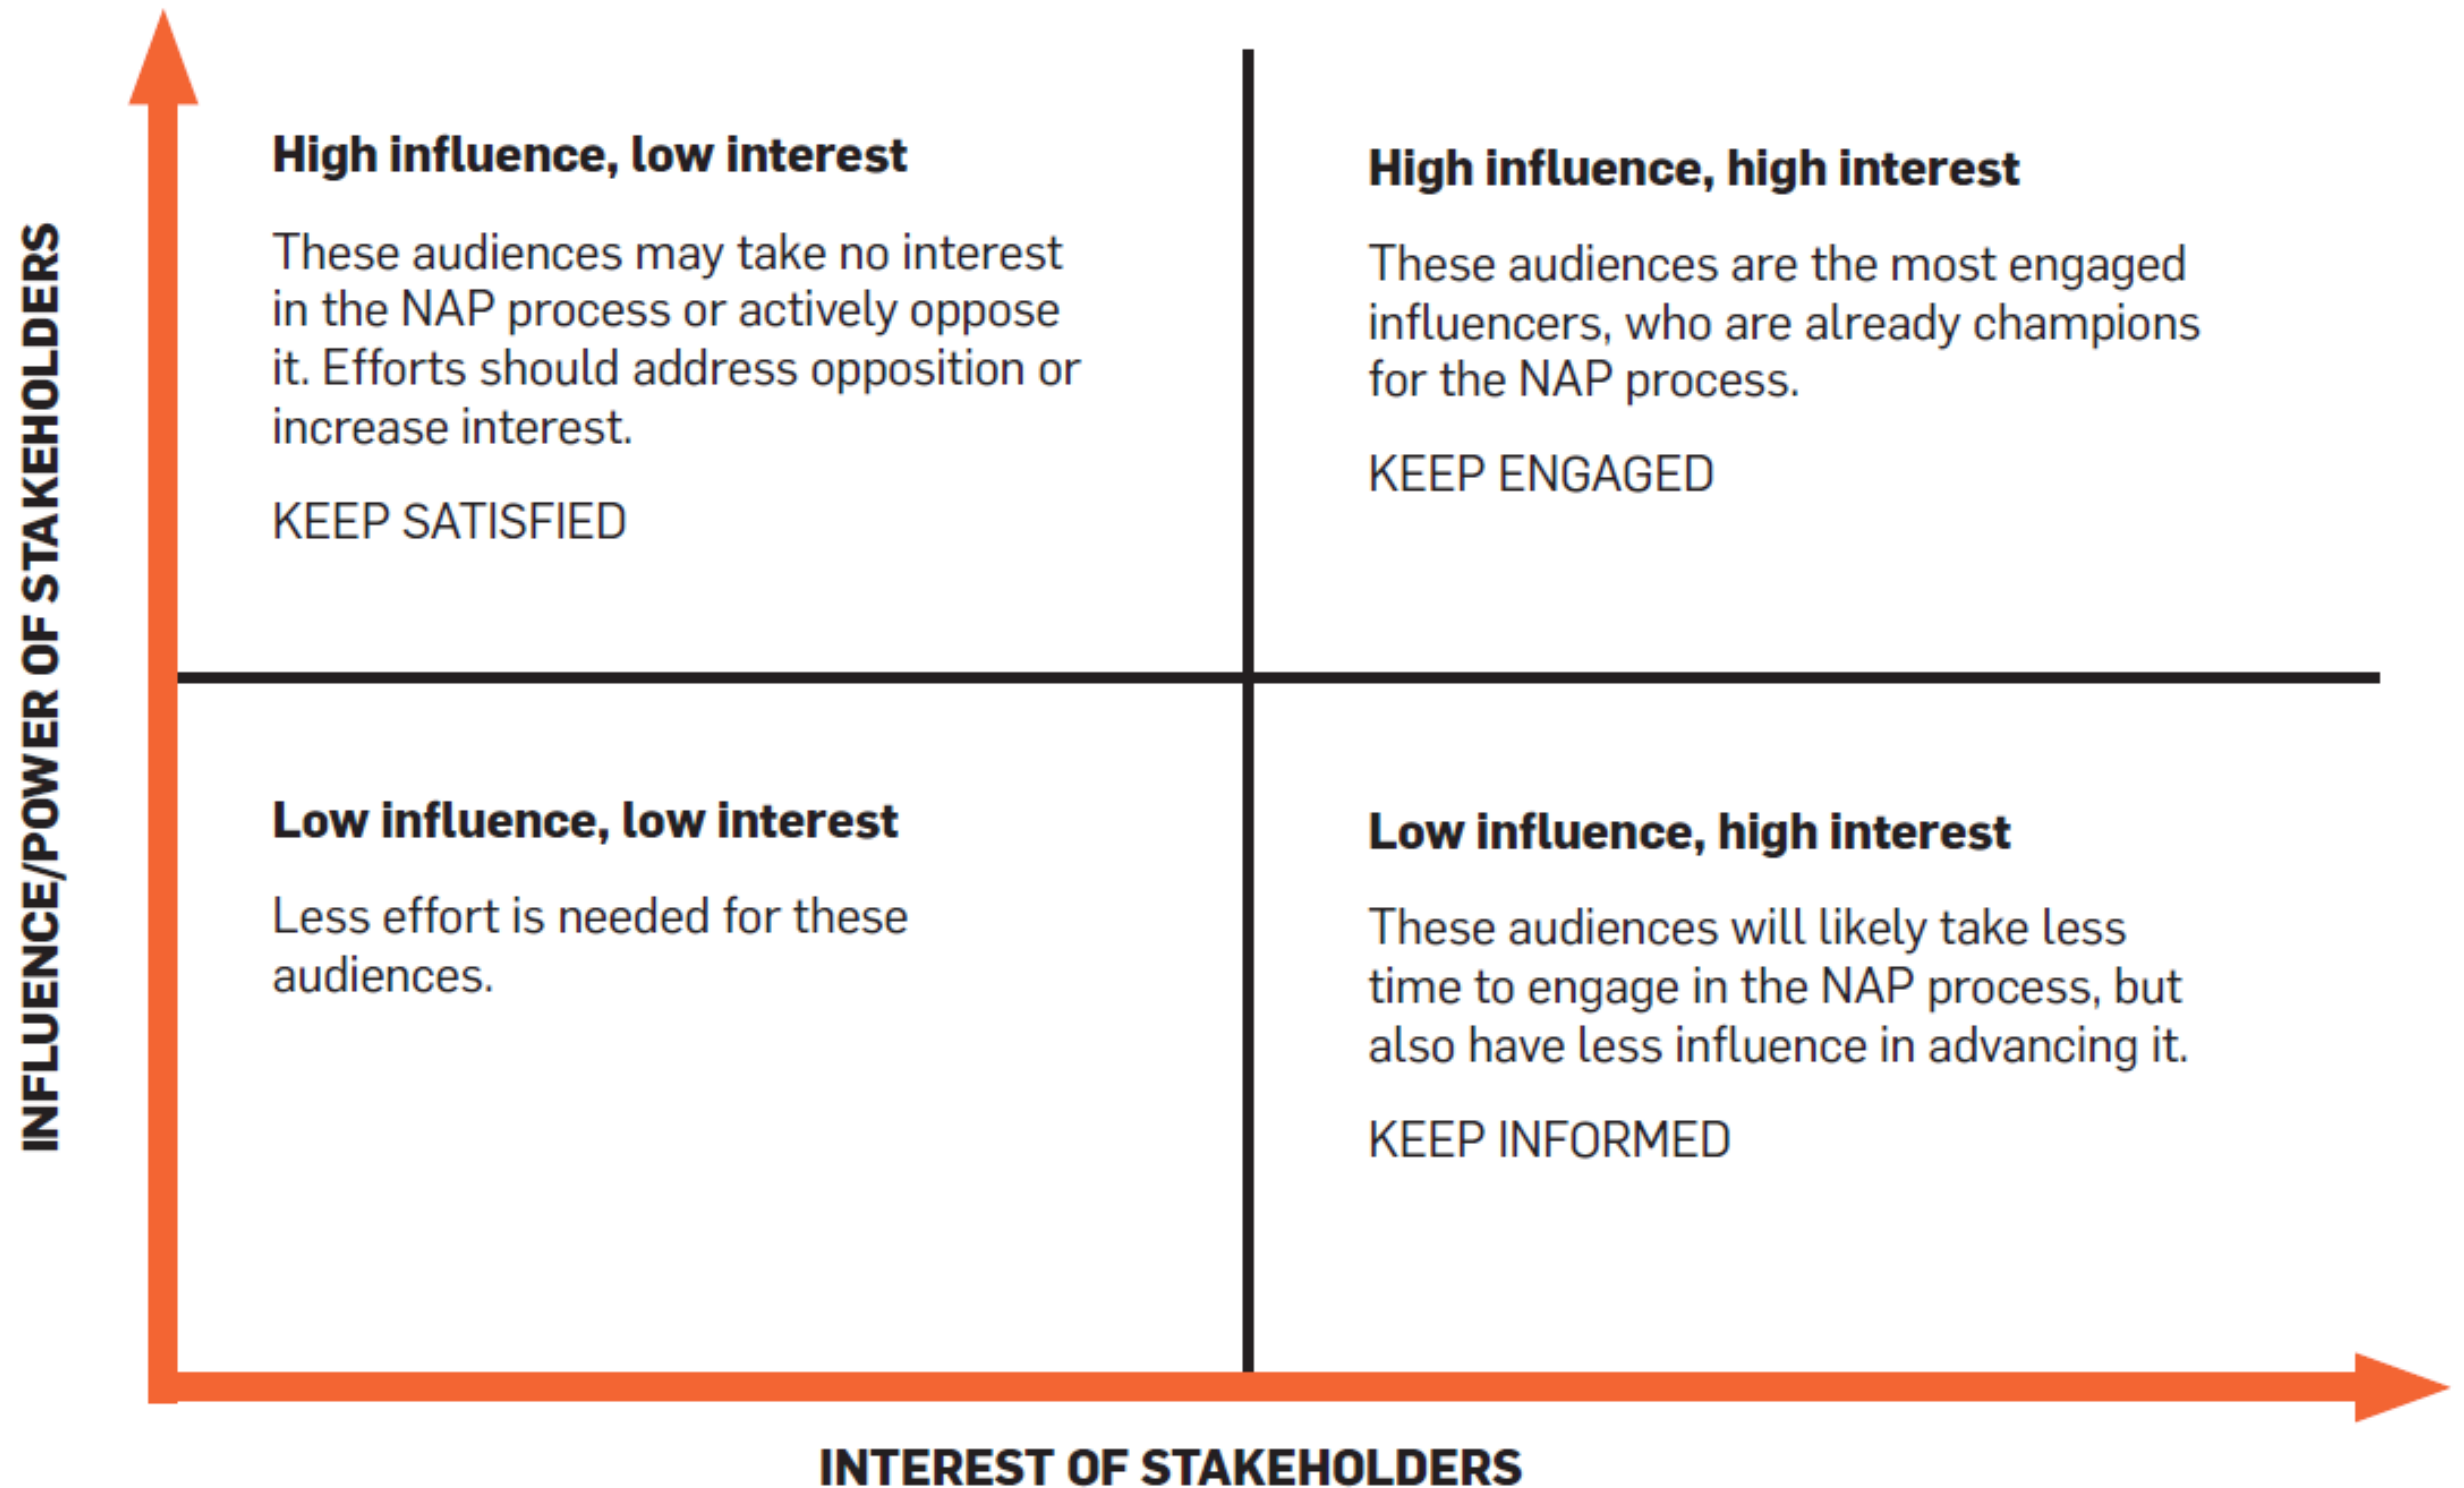 INFLUENCE/POWER OF STAKEHOLDERS
High influence, low interest
These audiences may take no interest
in the NAP process or actively oppose
it. Efforts should address opposition or
increase interest.
KEEP SATISFIED
High influence, high interest
These audiences are the most engaged
influencers, who are already champions
for the NAP process.
KEEP ENGAGED
Low influence, low interest
Less effort is needed for these
audiences.
Low influence, high interest
These audiences will likely take less
time to engage in the NAP process, but
also have less influence in advancing it.
KEEP INFORMED
INTEREST OF STAKEHOLDERS